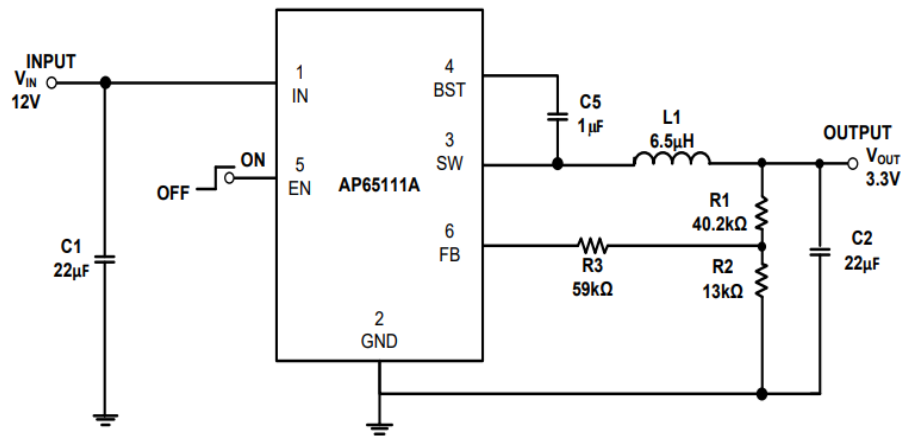 INPUT
VIN
12V
1
IN
4
BST
C5
1µF
L1
6.5µH
OUTPUT
VOUT
3.3V
3
SW
ON
OFF
5
EN
AP65111A
R1
40.2kΩ
6
FB
R3
59kΩ
R2
13kΩ
C2
22µF
C1
22µF
2
GND